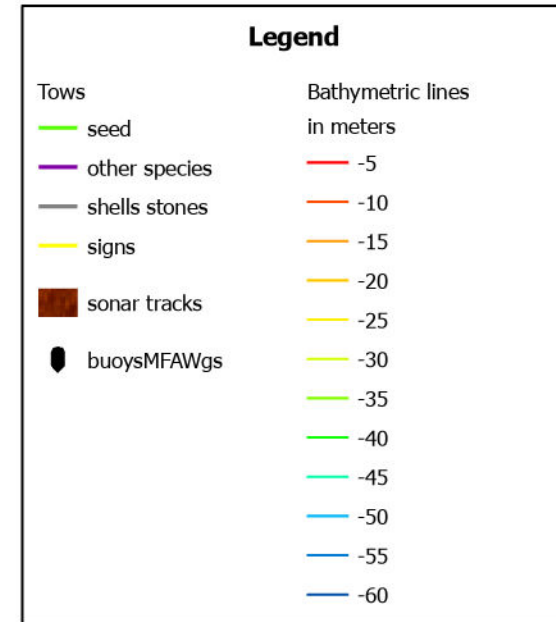 Legend
Tows
seed
other species
shells stones
signs
sonar tracks
buoysMFAWgs
Bathymetric lines
in meters
-5
-10
-15
-20
-25
-30
-35
-40
-45
-50
-55
-60